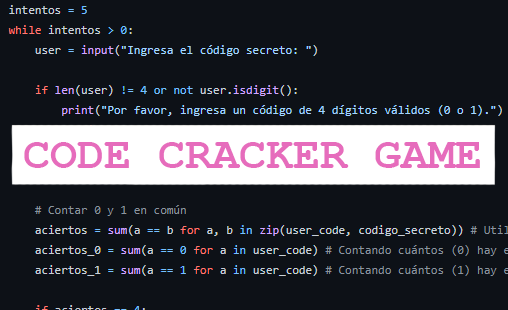 intentos = 5
while intentos > 0:
user = input("Ingresa el código secreto: ")
if len(user) != 4 or not user.isdigit():
print("Por favor, ingresa un código de 4 dígitos válidos (0 o 1).")
CODE CRACKER GAME
# Contar 0 y 1 en común
aciertos = sum(a == b for a, b in zip(user_code, codigo_secreto)) # Util
aciertos_0 = sum(a == 0 for a in user_code) # Contando cuántos (0) hay e
aciertos_1 = sum(a == 1 for a in user_code) # Contando cuántos (1) hay e
if aciertos == 4: